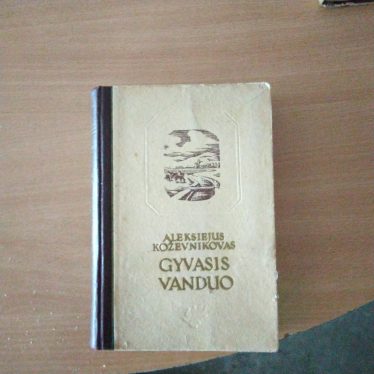 ALEKSIEJUS
KOŽEVNIKOVAS
GYVASIS
VANDUO